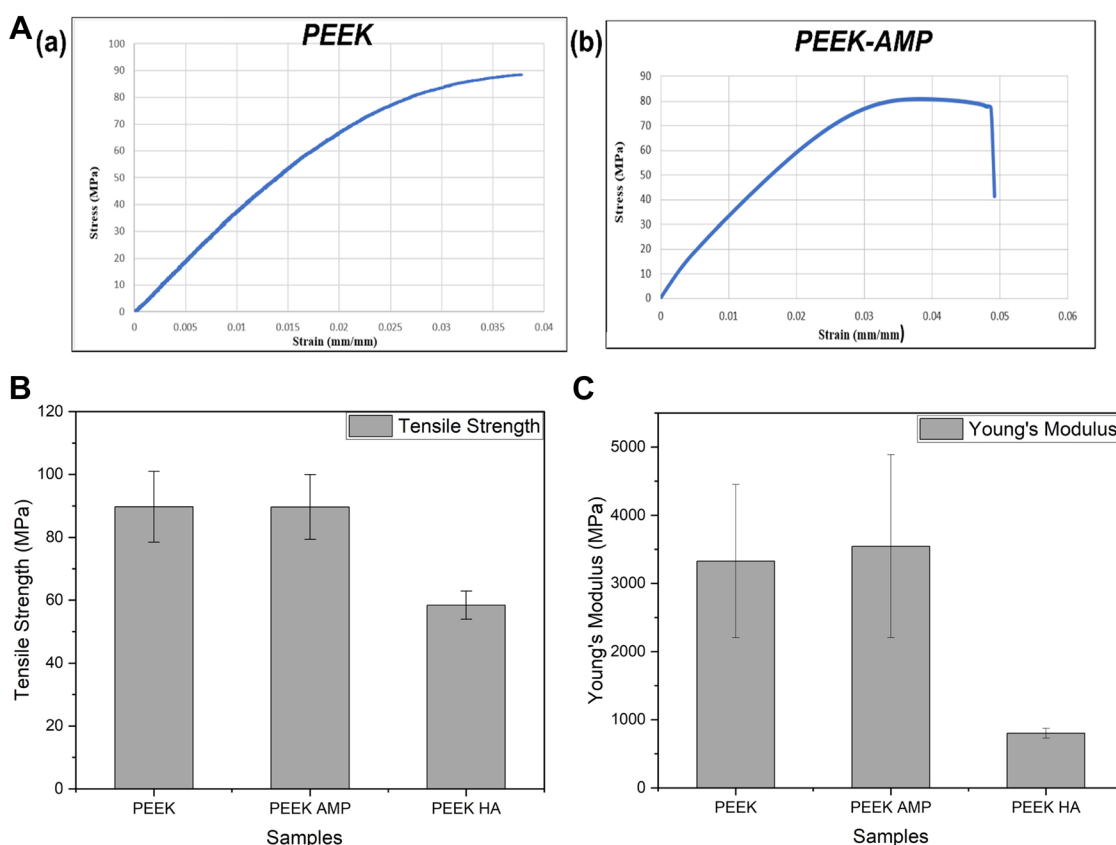 A
(a)
PEEK
100
90
80
70
60
50
40
30
20
10
0
Stress (MPa)
0 0.005 0.01 0.015 0.02 0.025 0.03 0.035 0.04
Strain (mm/mm)
(b)
PEEK-AMP
90
80
70
60
50
40
30
20
10
0
Stress (MPa)
0 0.01 0.02 0.03 0.04 0.05 0.06
Strain (mm/mm)
B
Tensile Strength
120
100
80
60
40
20
0
Tensile Strength (MPa)
PEEK PEEK AMP PEEK HA
Samples
C
Young's Modulus
5000
4000
3000
2000
1000
0
Young's Modulus (MPa)
PEEK PEEK AMP PEEK HA
Samples